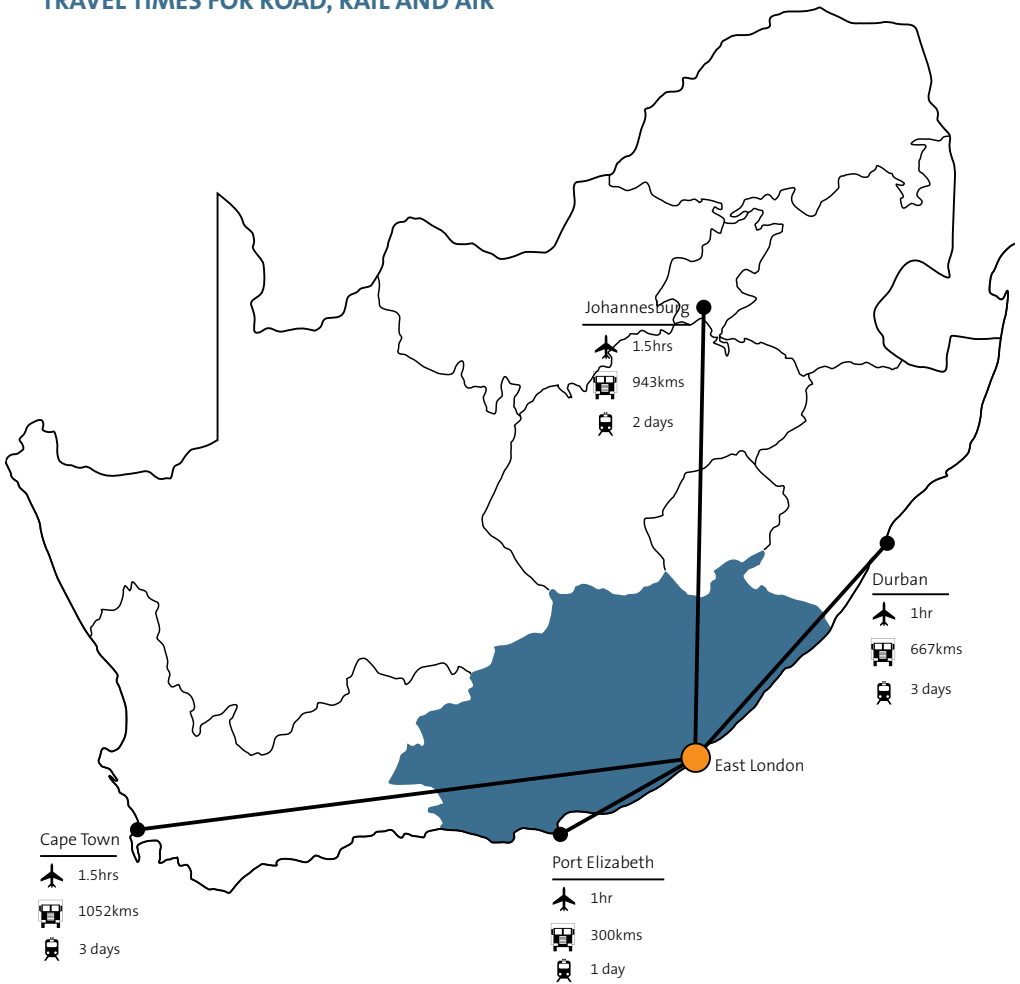 TRAVEL TIMES FOR ROAD, RAIL AND AIR
Johannesburg
1.5hrs
943kms
2 days
Durban
1hr
667kms
3 days
East London
Cape Town
1.5hrs
1052kms
3 days
Port Elizabeth
1hr
300kms
1 day